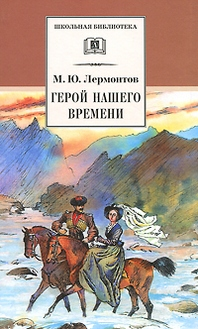 ШКОЛЬНАЯ БИБЛИОТЕКА
М. Ю. Лермонтов
ГЕРОЙ НАШЕГО
ВРЕМЕНИ